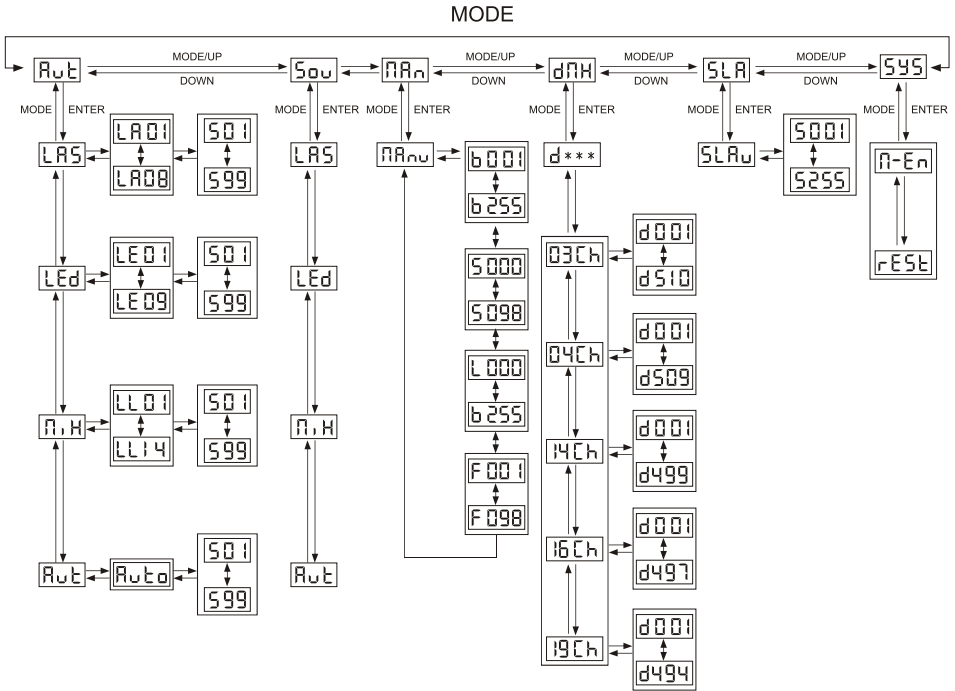 MODE
MODE/UP MODE/UP MODE/UP MODE/UP
Aut Sou MAn dMX SLA SYS
DOWN DOWN DOWN DOWN
MODE ENTER MODE ENTER MODE ENTER MODE ENTER MODE ENTER MODE ENTER
LAS LA01 S01 LAS MAnu b001 d*** SLAu S001 M-En
LA08 S99 b255 S255
LEd LE01 S01 LEd S000 03Ch d001 rESt
LE09 S99 S098 d510
04Ch d001
d509
MiX LL01 S01 MiX L000 14Ch d001
LL14 S99 b255 d499
F001
F098
Aut Auto S01 Aut 16Ch d001
S99 d497
19Ch d001
d494